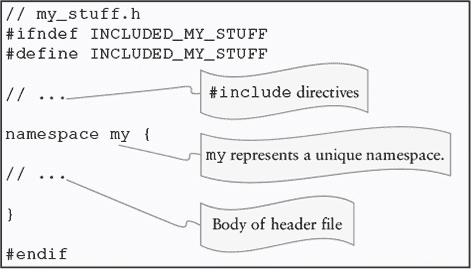 // my_stuff.h
#ifndef INCLUDED_MY_STUFF
#define INCLUDED_MY_STUFF
// ...
#include directives
namespace my {
my represents a unique namespace.
// ...
Body of header file
}
#endif